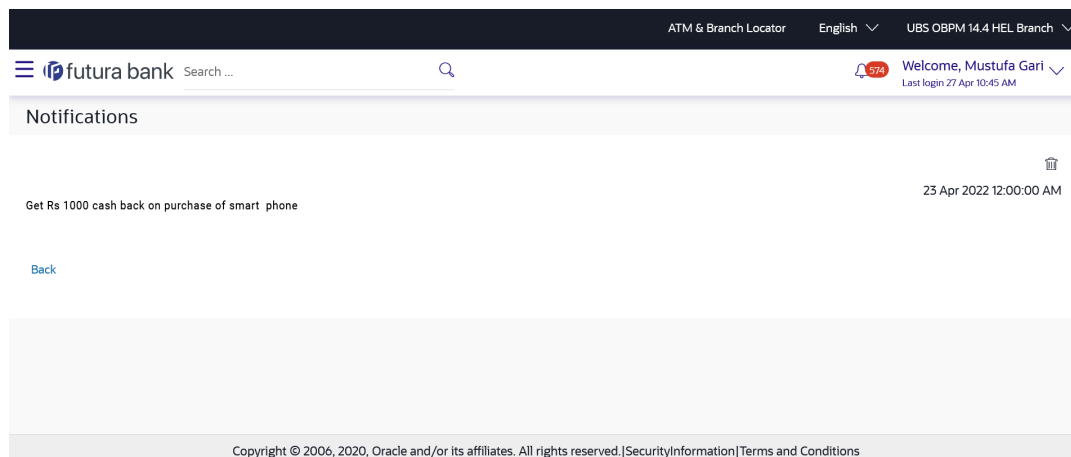 ATM & Branch Locator English UBS OBPM 14.4 HEL Branch
futura bank Search ... 574 Welcome, Mustufa Gari
Last login 27 Apr 10:45 AM
Notifications
23 Apr 2022 12:00:00 AM
Get Rs 1000 cash back on purchase of smart phone
Back
Copyright © 2006, 2020, Oracle and/or its affiliates. All rights reserved.|SecurityInformation|Terms and Conditions